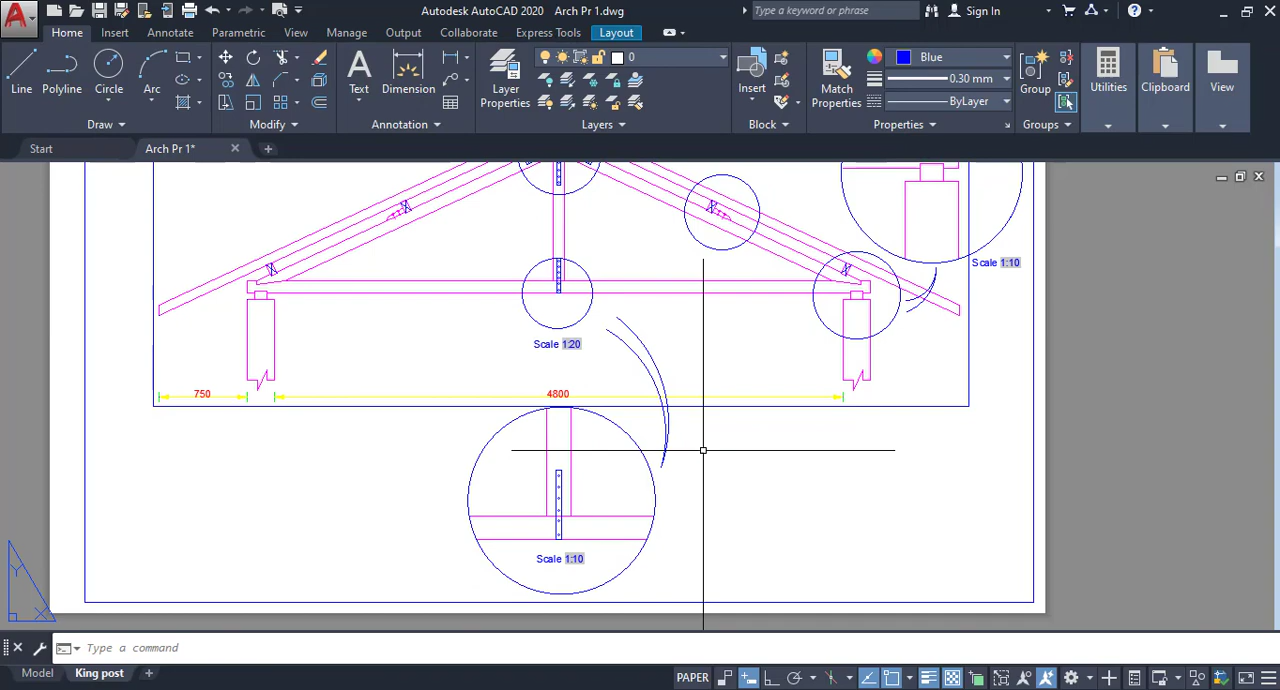 Autodesk AutoCAD 2020 Arch Pr 1.dwg
Type a keyword or phrase
Sign In
Home
Insert
Annotate
Parametric
View
Manage
Output
Collaborate
Express Tools
Layout
Line
Polyline
Circle
Arc
Text
Dimension
Layer
Properties
0
Insert
Match
Properties
Blue
0.30 mm
ByLayer
Group
Utilities
Clipboard
View
Draw
Modify
Annotation
Layers
Block
Properties
Groups
Start
Arch Pr 1*
Scale 1:10
Scale 1:20
750
4800
Scale 1:10
Y
X
Type a command
Model
King post
PAPER